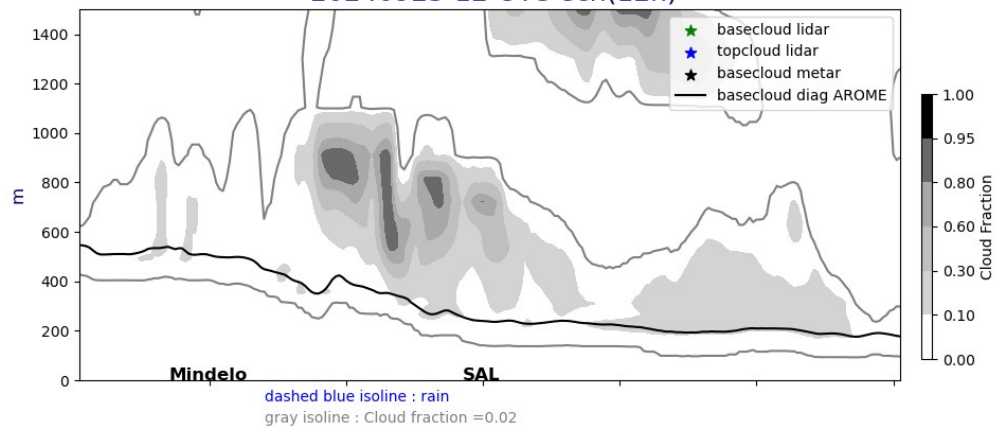 basecloud lidar
topcloud lidar
basecloud metar
basecloud diag AROME
1400
1200
1000
800
600
400
200
0
m
Mindelo
SAL
1.00
0.95
0.80
0.60
0.30
0.10
0.00
Cloud Fraction
dashed blue isoline : rain
gray isoline : Cloud fraction =0.02